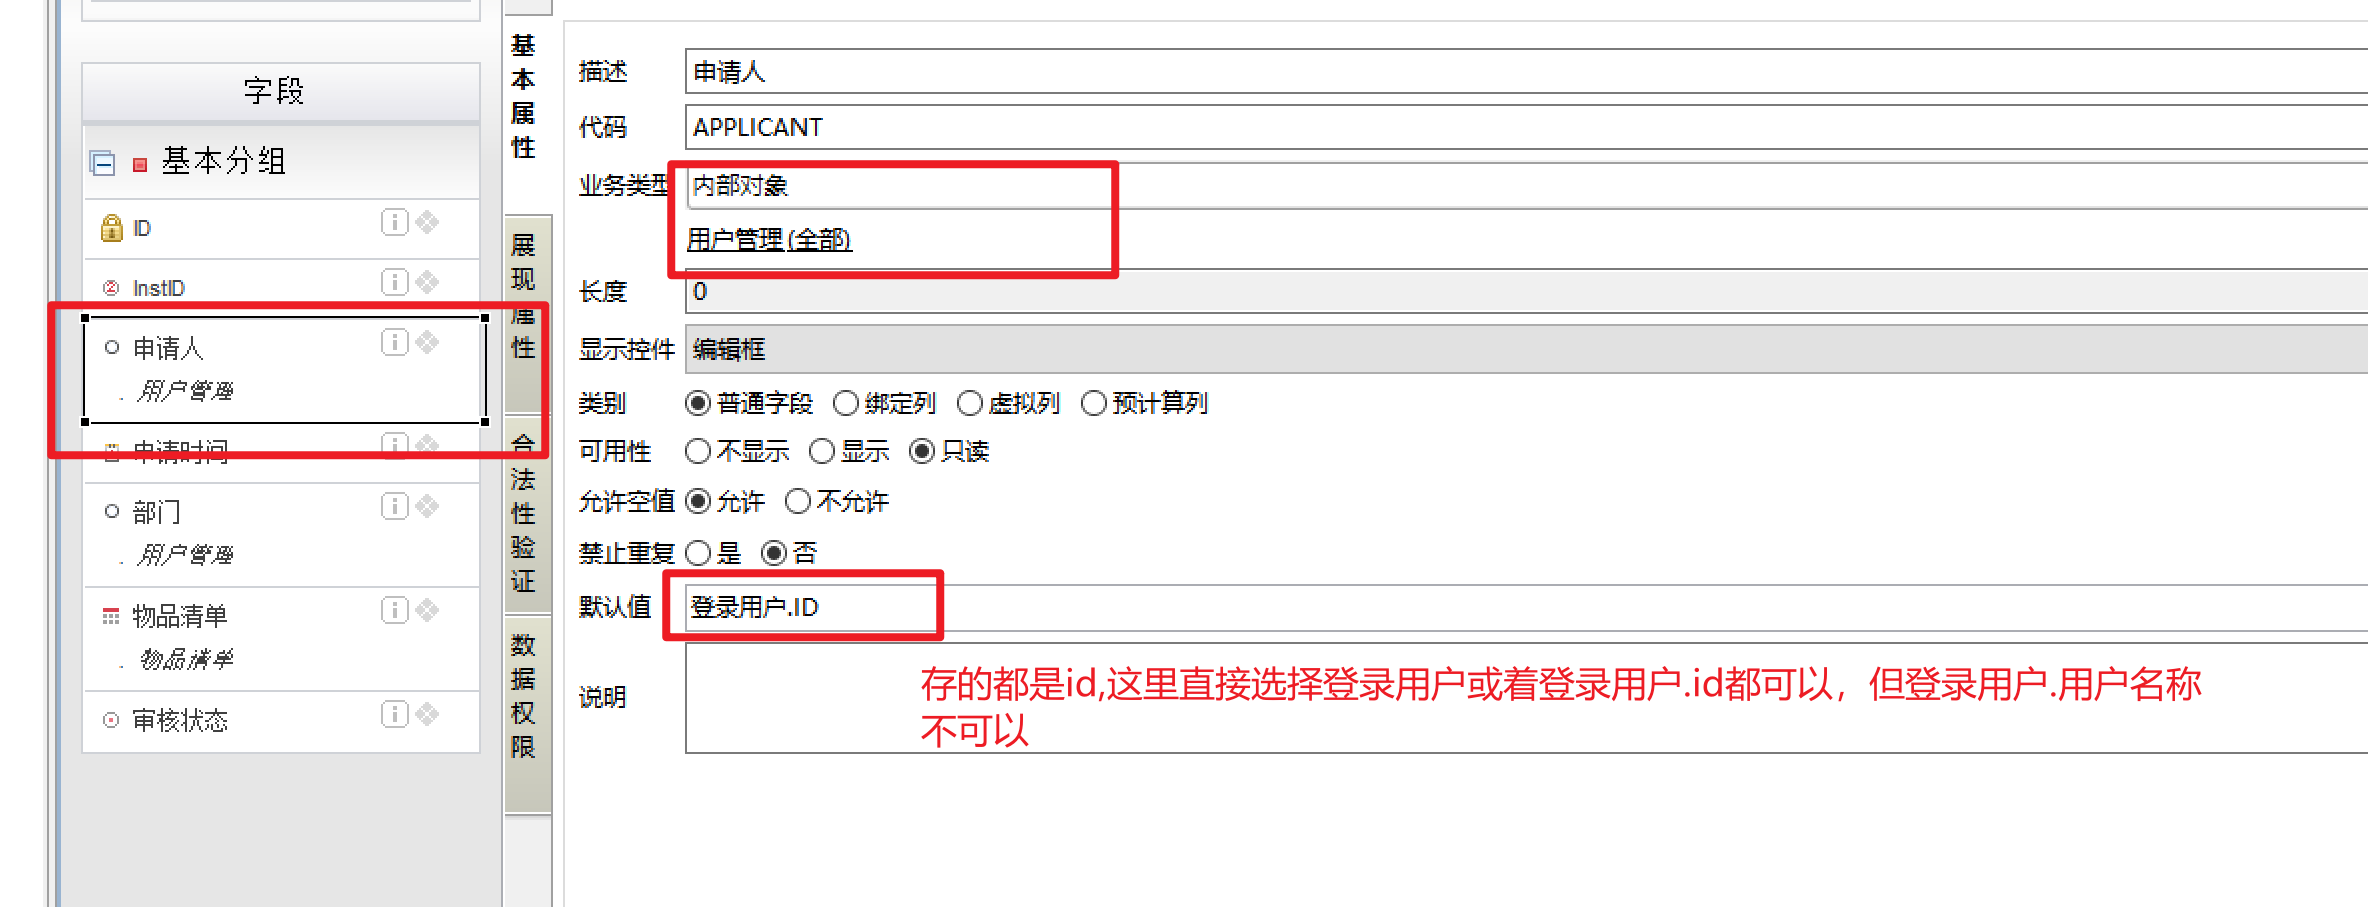 字段
基本分组
ID
InstID
申请人
用户管理
申请时间
部门
用户管理
物品清单
物品清单
审核状态
基本属性
展现属性
合法性验证
数据权限
描述 申请人
代码 APPLICANT
业务类型 内部对象
用户管理(全部)
长度 0
显示控件 编辑框
类别 普通字段 绑定列 虚拟列 预计算列
可用性 不显示 显示 只读
允许空值 允许 不允许
禁止重复 是 否
默认值 登录用户.ID
说明
存的都是id,这里直接选择登录用户或着登录用户.id都可以，但登录用户.用户名称
不可以